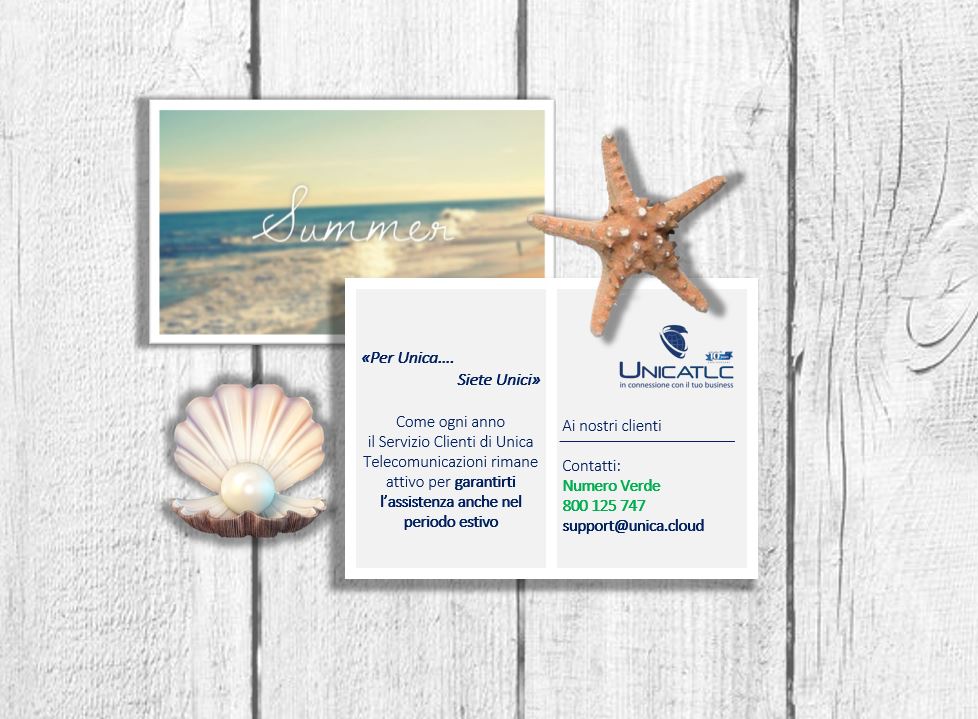 Summer
«Per Unica....
Siete Unici»
Come ogni anno
il Servizio Clienti di Unica
Telecomunicazioni rimane
attivo per garantirti
l'assistenza anche nel
periodo estivo
10
UNICATLC
in connessione con il tuo business
Ai nostri clienti
Contatti:
Numero Verde
800 125 747
support@unica.cloud